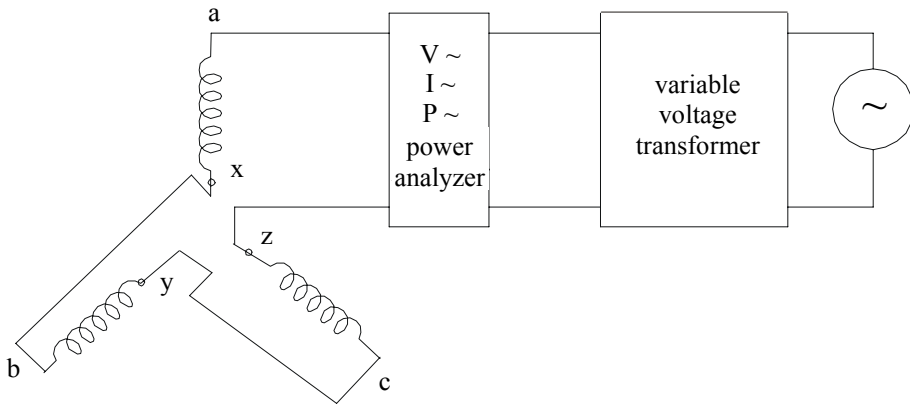 a
V ~
I ~
P ~
power
analyzer
variable
voltage
transformer
~
x
z
y
b
c